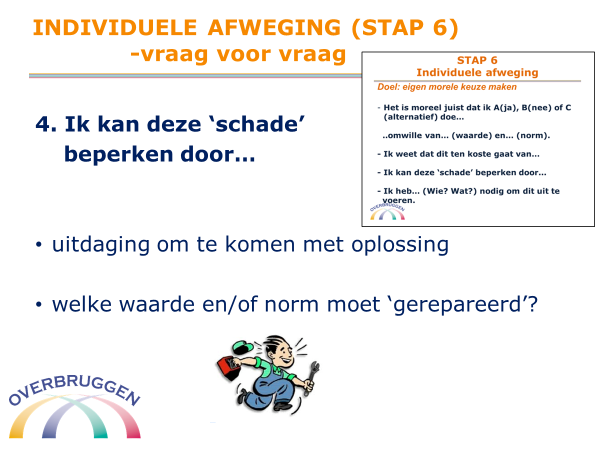 INDIVIDUELE AFWEGING (STAP 6)
-vraag voor vraag
STAP 6
Individuele afweging
Doel: eigen morele keuze maken
- Het is moreel juist dat ik A(ja), B(nee) of C
(alternatief) doe…
..omwille van… (waarde) en… (norm).
- Ik weet dat dit ten koste gaat van…
- Ik kan deze ‘schade’ beperken door…
- Ik heb… (Wie? Wat?) nodig om dit uit te
voeren.
OVERBRUGGEN
4. Ik kan deze ‘schade’
beperken door…
• uitdaging om te komen met oplossing
• welke waarde en/of norm moet ‘gerepareerd’?
OVERBRUGGEN